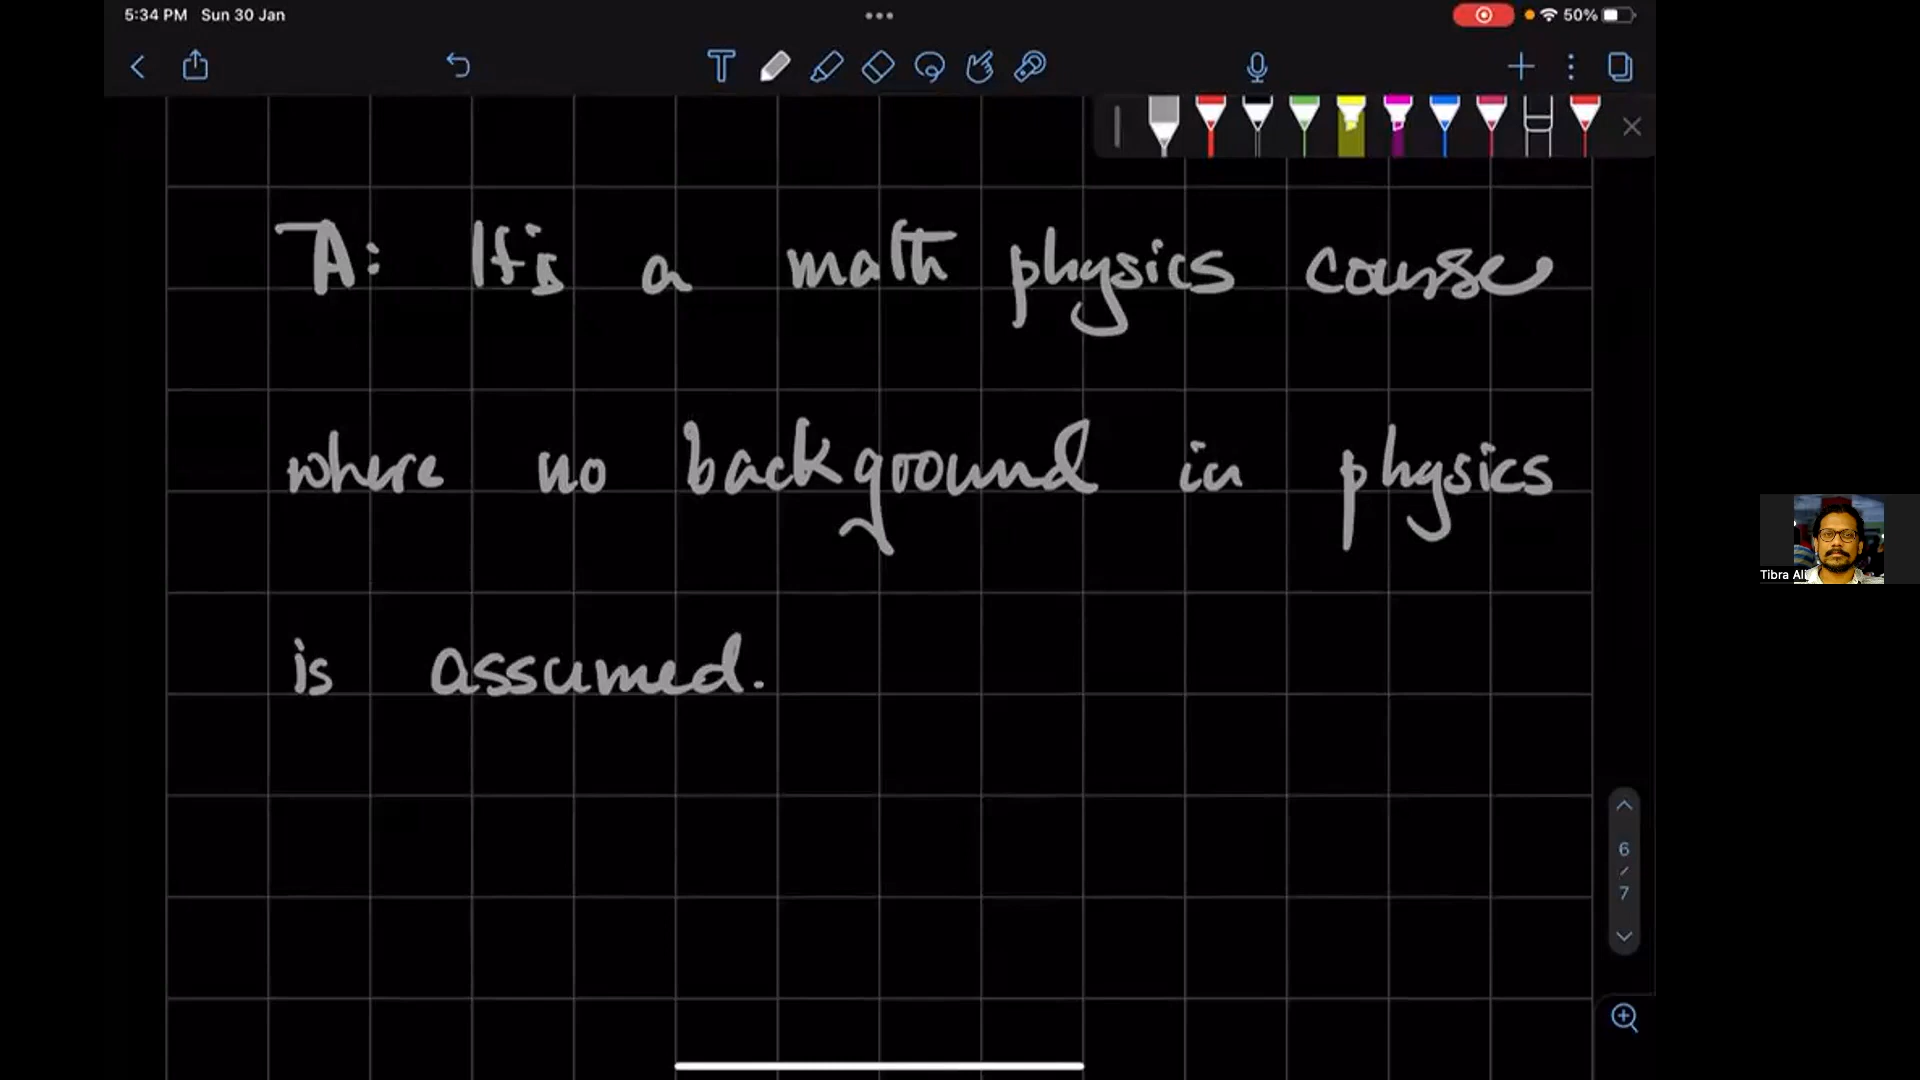 5:34 PM Sun 30 Jan
50%
A: It's a math physics course
where no background in physics
is assumed.
Tibra Ali
6
/
7